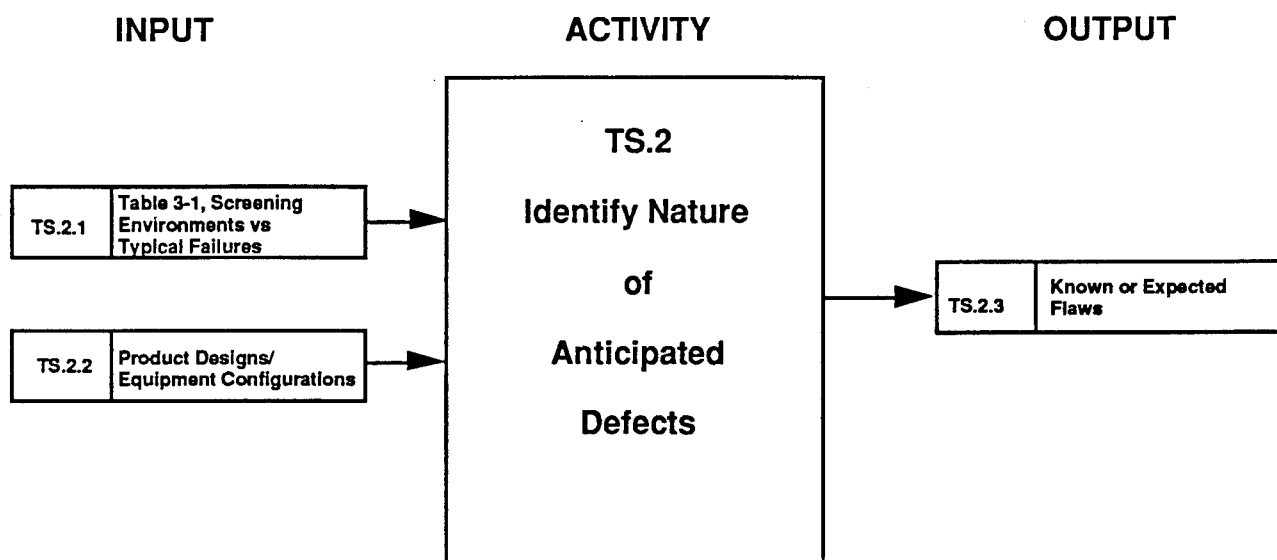 INPUT
ACTIVITY
OUTPUT
TS.2
Identify Nature
of
Anticipated
Defects
TS.2.1
Table 3-1, Screening
Environments vs
Typical Failures
TS.2.2
Product Designs/
Equipment Configurations
TS.2.3
Known or Expected
Flaws